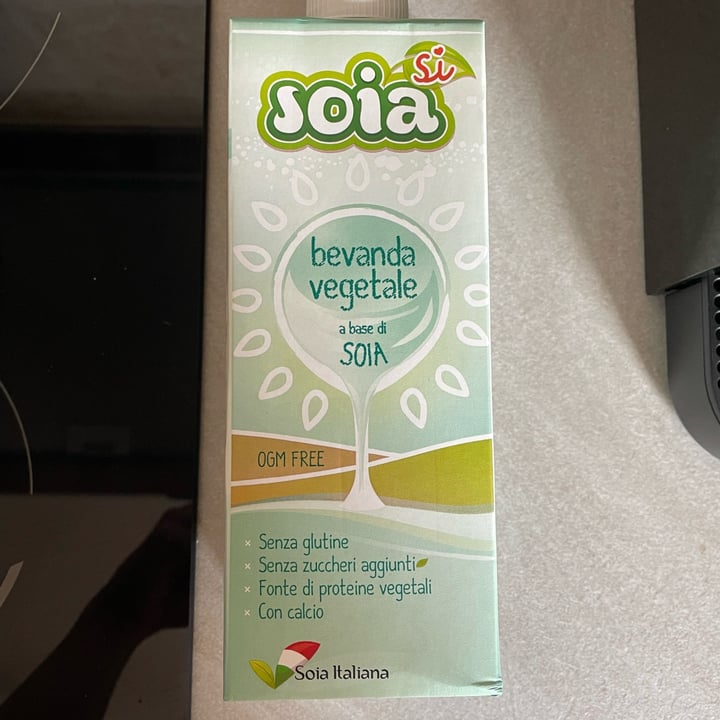 Si
soia
bevanda
vegetale
a base di
SOIA
OGM FREE
× Senza glutine
× Senza zuccheri aggiunti
× Fonte di proteine vegetali
× Con calcio
Soia Italiana